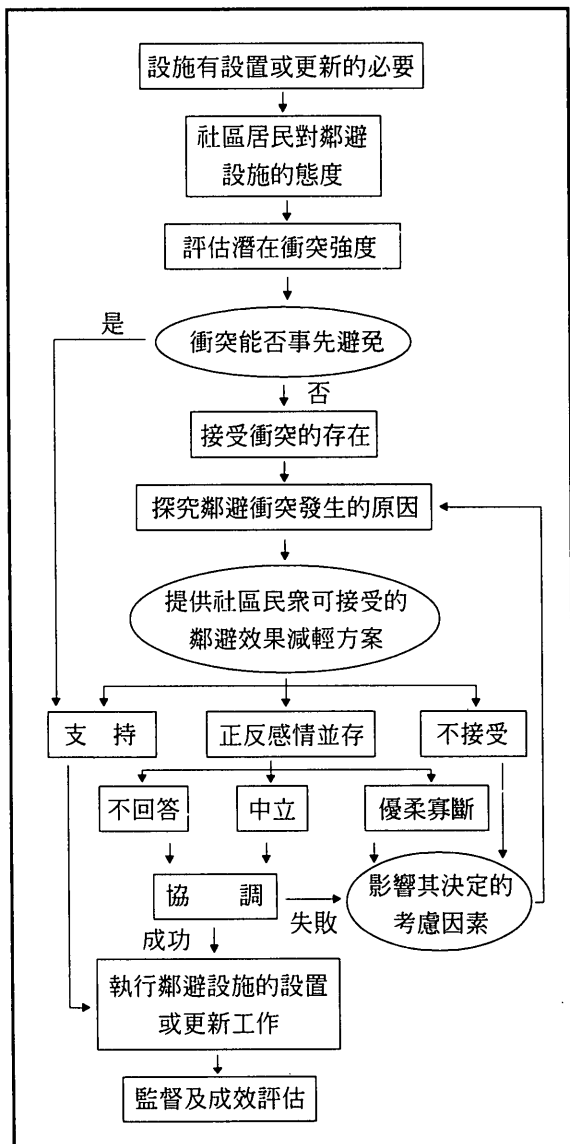 設施有設置或更新的必要
社區居民對鄰避
設施的態度
評估潛在衝突強度
是
衝突能否事先避免
否
接受衝突的存在
探究鄰避衝突發生的原因
提供社區民衆可接受的
鄰避效果減輕方案
支 持
正反感情並存
不接受
不回答
中立
優柔寡斷
協 調
失敗
影響其決定的
考慮因素
成功
執行鄰避設施的設置
或更新工作
監督及成效評估